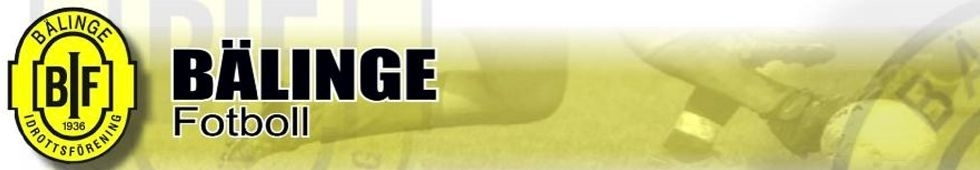 BÄLINGE
BIF
1936
IDROTTSFÖRENING
BÄLINGE
Fotboll